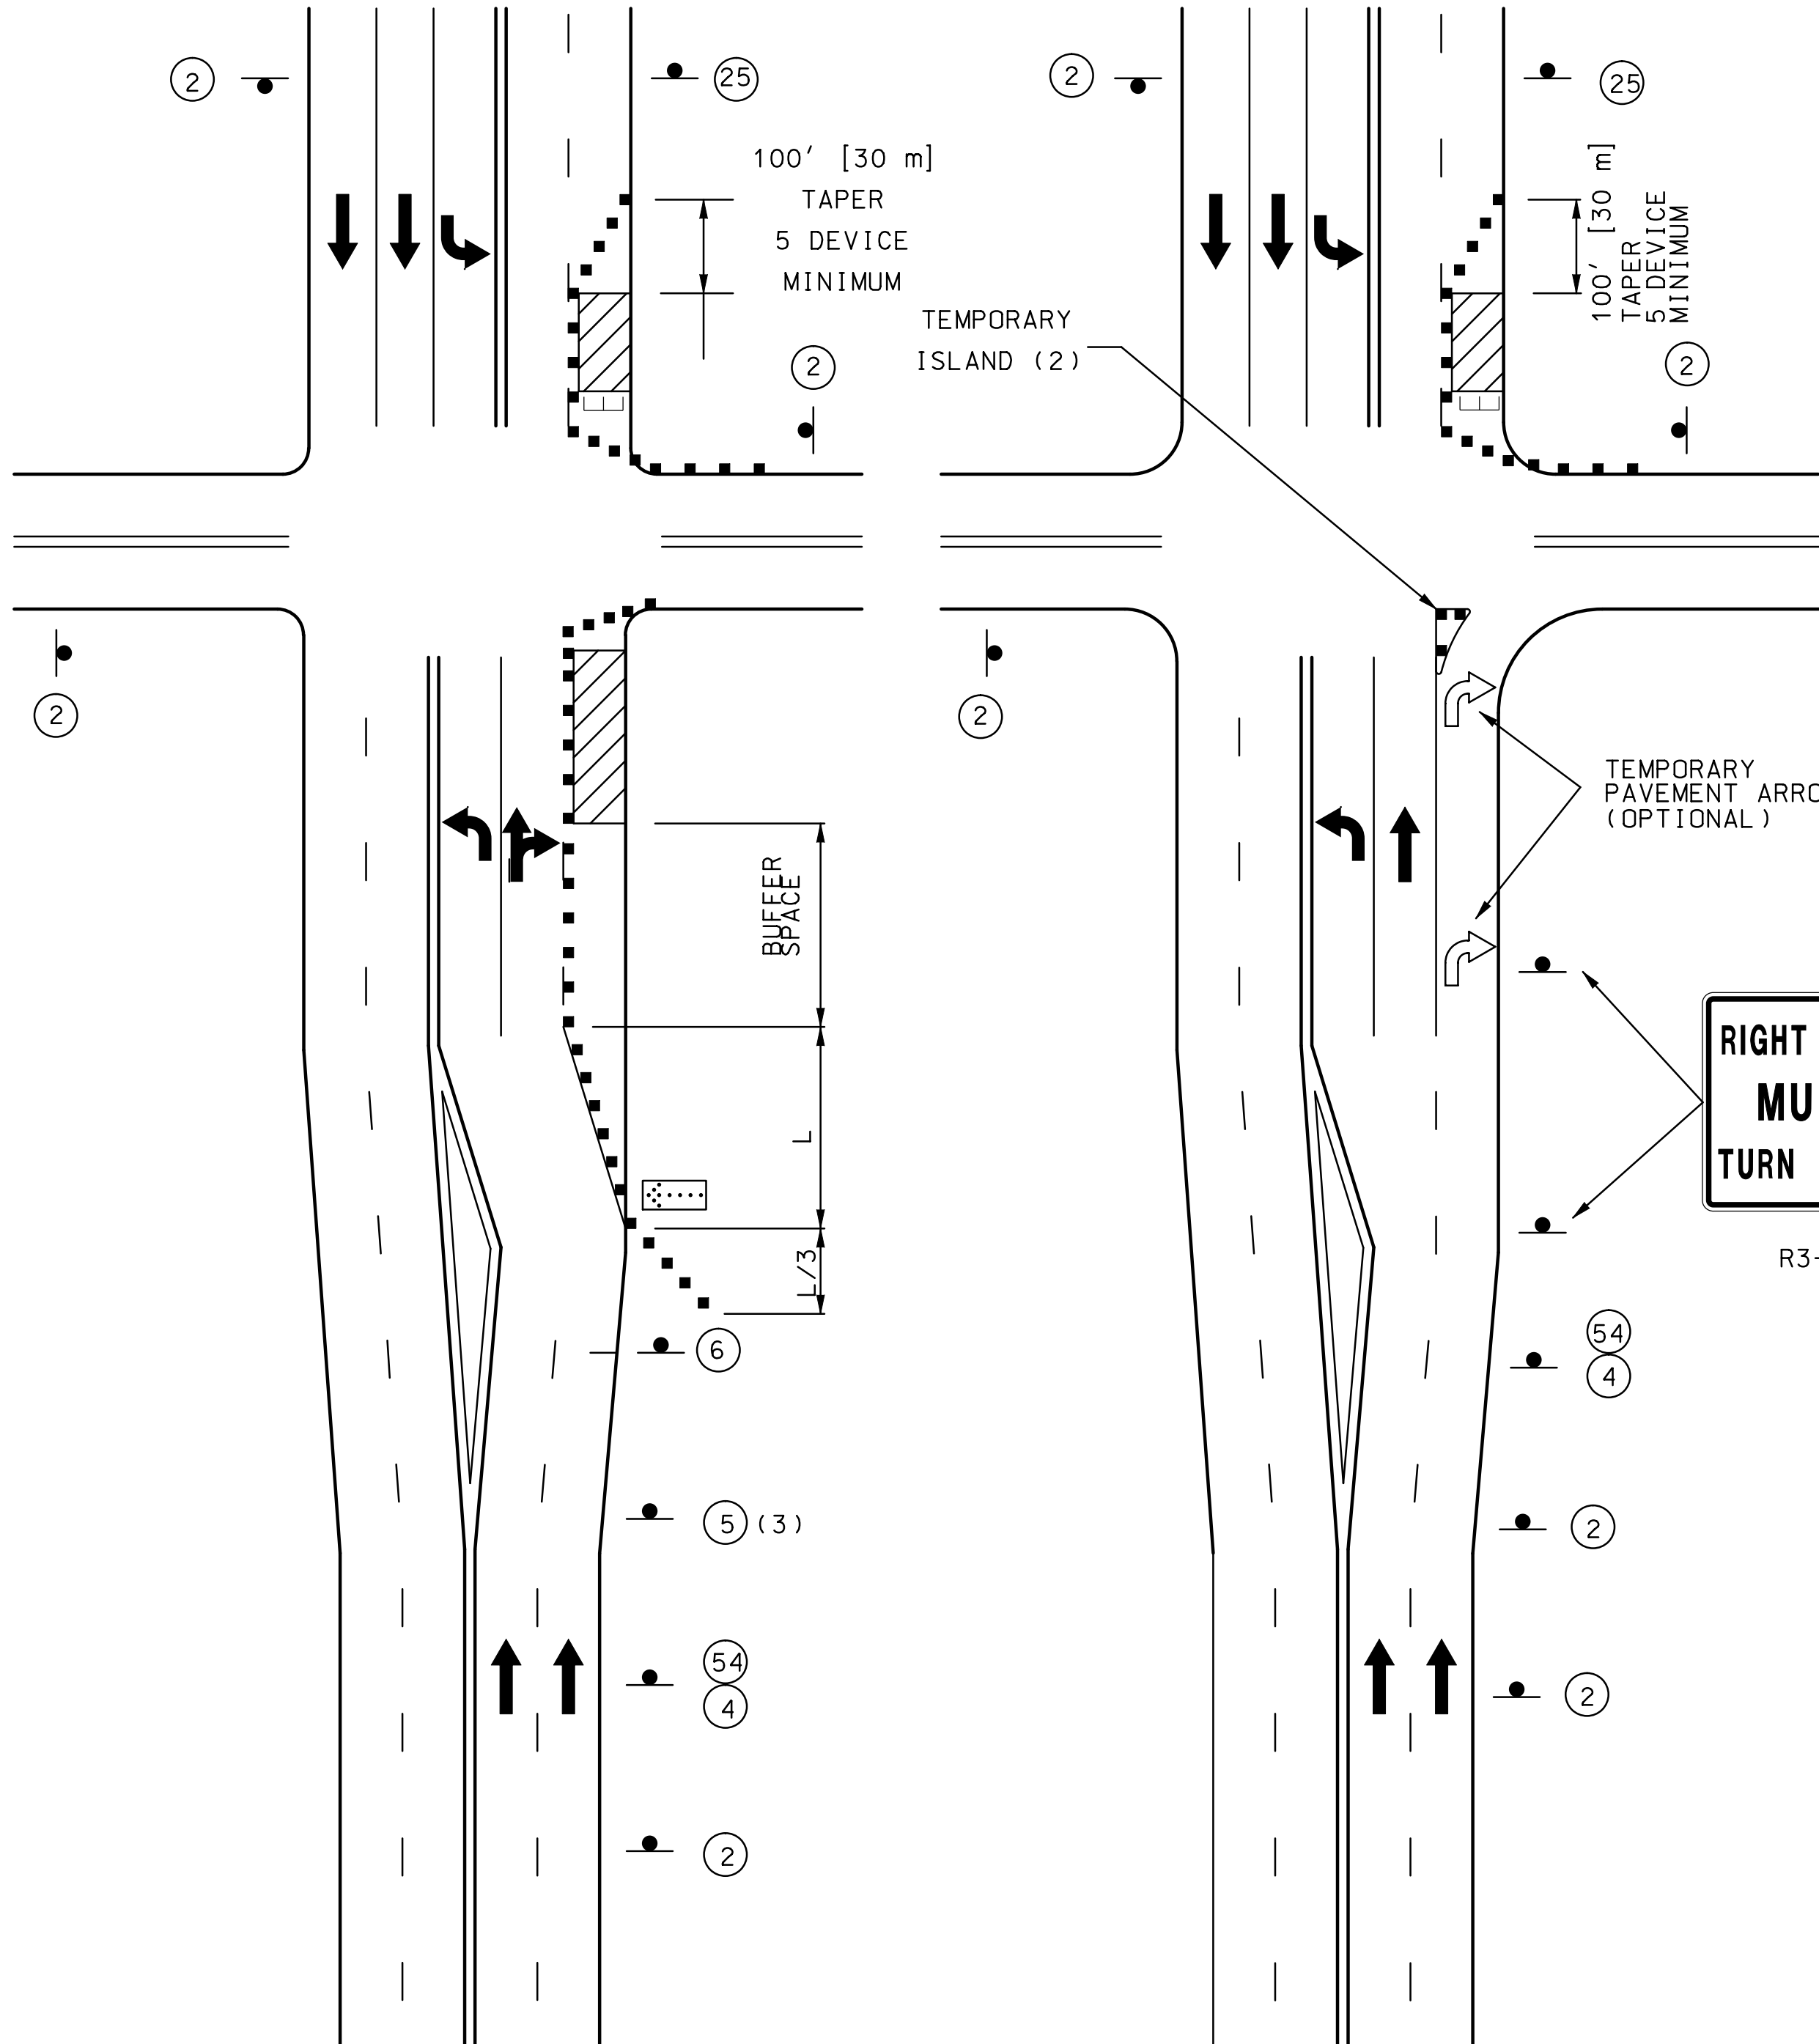 2
25
2
25
100' [30 m]
TAPER
5 DEVICE
MINIMUM
100' [30 m]
TAPER
5 DEVICE
MINIMUM
TEMPORARY
ISLAND (2)
2
2
2
2
TEMPORARY
PAVEMENT ARRO
(OPTIONAL)
BUFFER
SPACE
RIGHT
MU
TURN
R3-
L
L/3
6
54
4
5 (3)
2
54
4
2
2